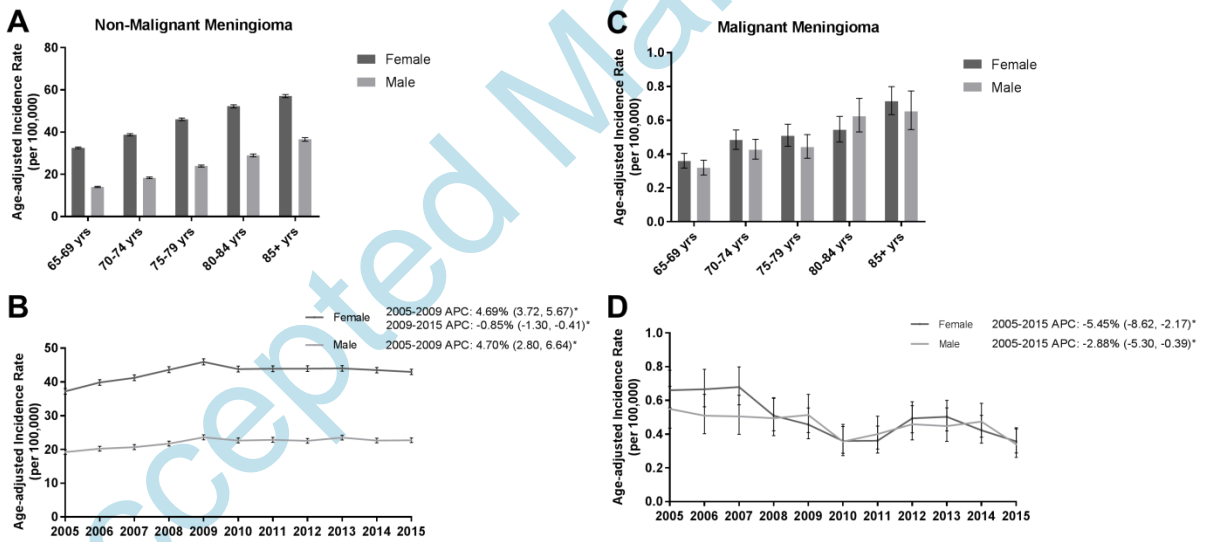 A
Non-Malignant Meningioma
Age-adjusted Incidence Rate
(per 100,000)
80
60
40
20
0
65-69 yrs
70-74 yrs
75-79 yrs
80-84 yrs
85+ yrs
Female
Male
C
Malignant Meningioma
Age-adjusted Incidence Rate
(per 100,000)
1.0
0.8
0.6
0.4
0.2
0.0
65-69 yrs
70-74 yrs
75-79 yrs
80-84 yrs
85+ yrs
Female
Male
B
Female 2005-2009 APC: 4.69% (3.72, 5.67)*
2009-2015 APC: -0.85% (-1.30, -0.41)*
Male 2005-2009 APC: 4.70% (2.80, 6.64)*
Age-adjusted Incidence Rate
(per 100,000)
50
40
30
20
10
0
2005 2006 2007 2008 2009 2010 2011 2012 2013 2014 2015
D
Female 2005-2015 APC: -5.45% (-8.62, -2.17)*
Male 2005-2015 APC: -2.88% (-5.30, -0.39)*
Age-adjusted Incidence Rate
(per 100,000)
1.0
0.8
0.6
0.4
0.2
0.0
2005 2006 2007 2008 2009 2010 2011 2012 2013 2014 2015
ccepted Ma